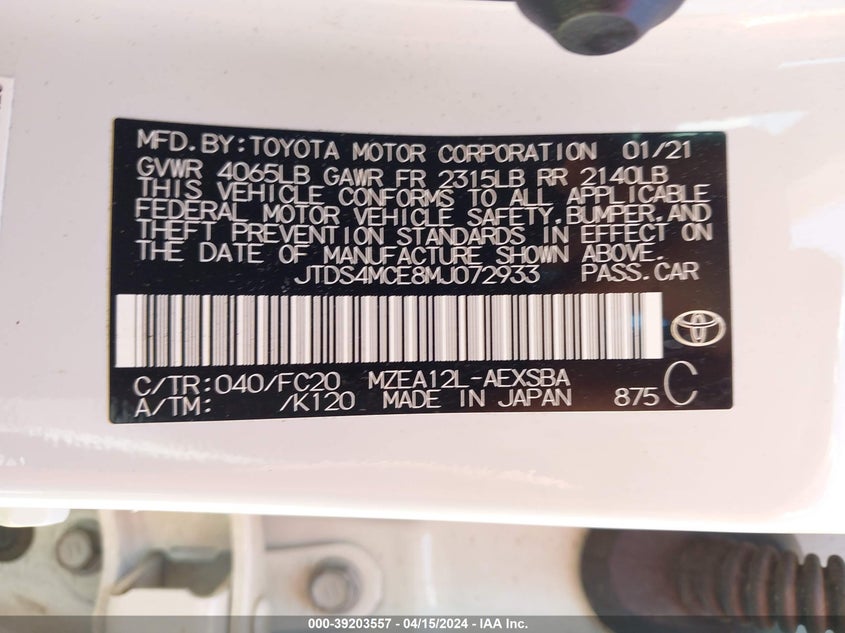 MFD. BY: TOYOTA MOTOR CORPORATION 01/21
GVWR 4065LB GAWR FR 2315LB RR 2140LB
THIS VEHICLE CONFORMS TO ALL APPLICABLE
FEDERAL MOTOR VEHICLE SAFETY, BUMPER, AND
THEFT PREVENTION STANDARDS IN EFFECT ON
THE DATE OF MANUFACTURE SHOWN ABOVE.
JTDS4MCE8MJ072933 PASS. CAR
C/TR: 040/FC20 MZEA12L-AEXSBA
A/TM: /K120 MADE IN JAPAN 875 C
000-39203557 - 04/15/2024 - IAA Inc.